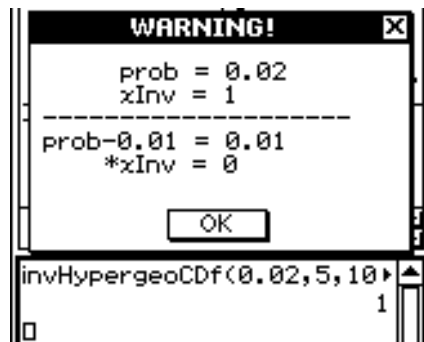 WARNING!
prob = 0.02
xInv = 1
prob-0.01 = 0.01
*xInv = 0
OK
invHypergeoCDf(0.02,5,10
1